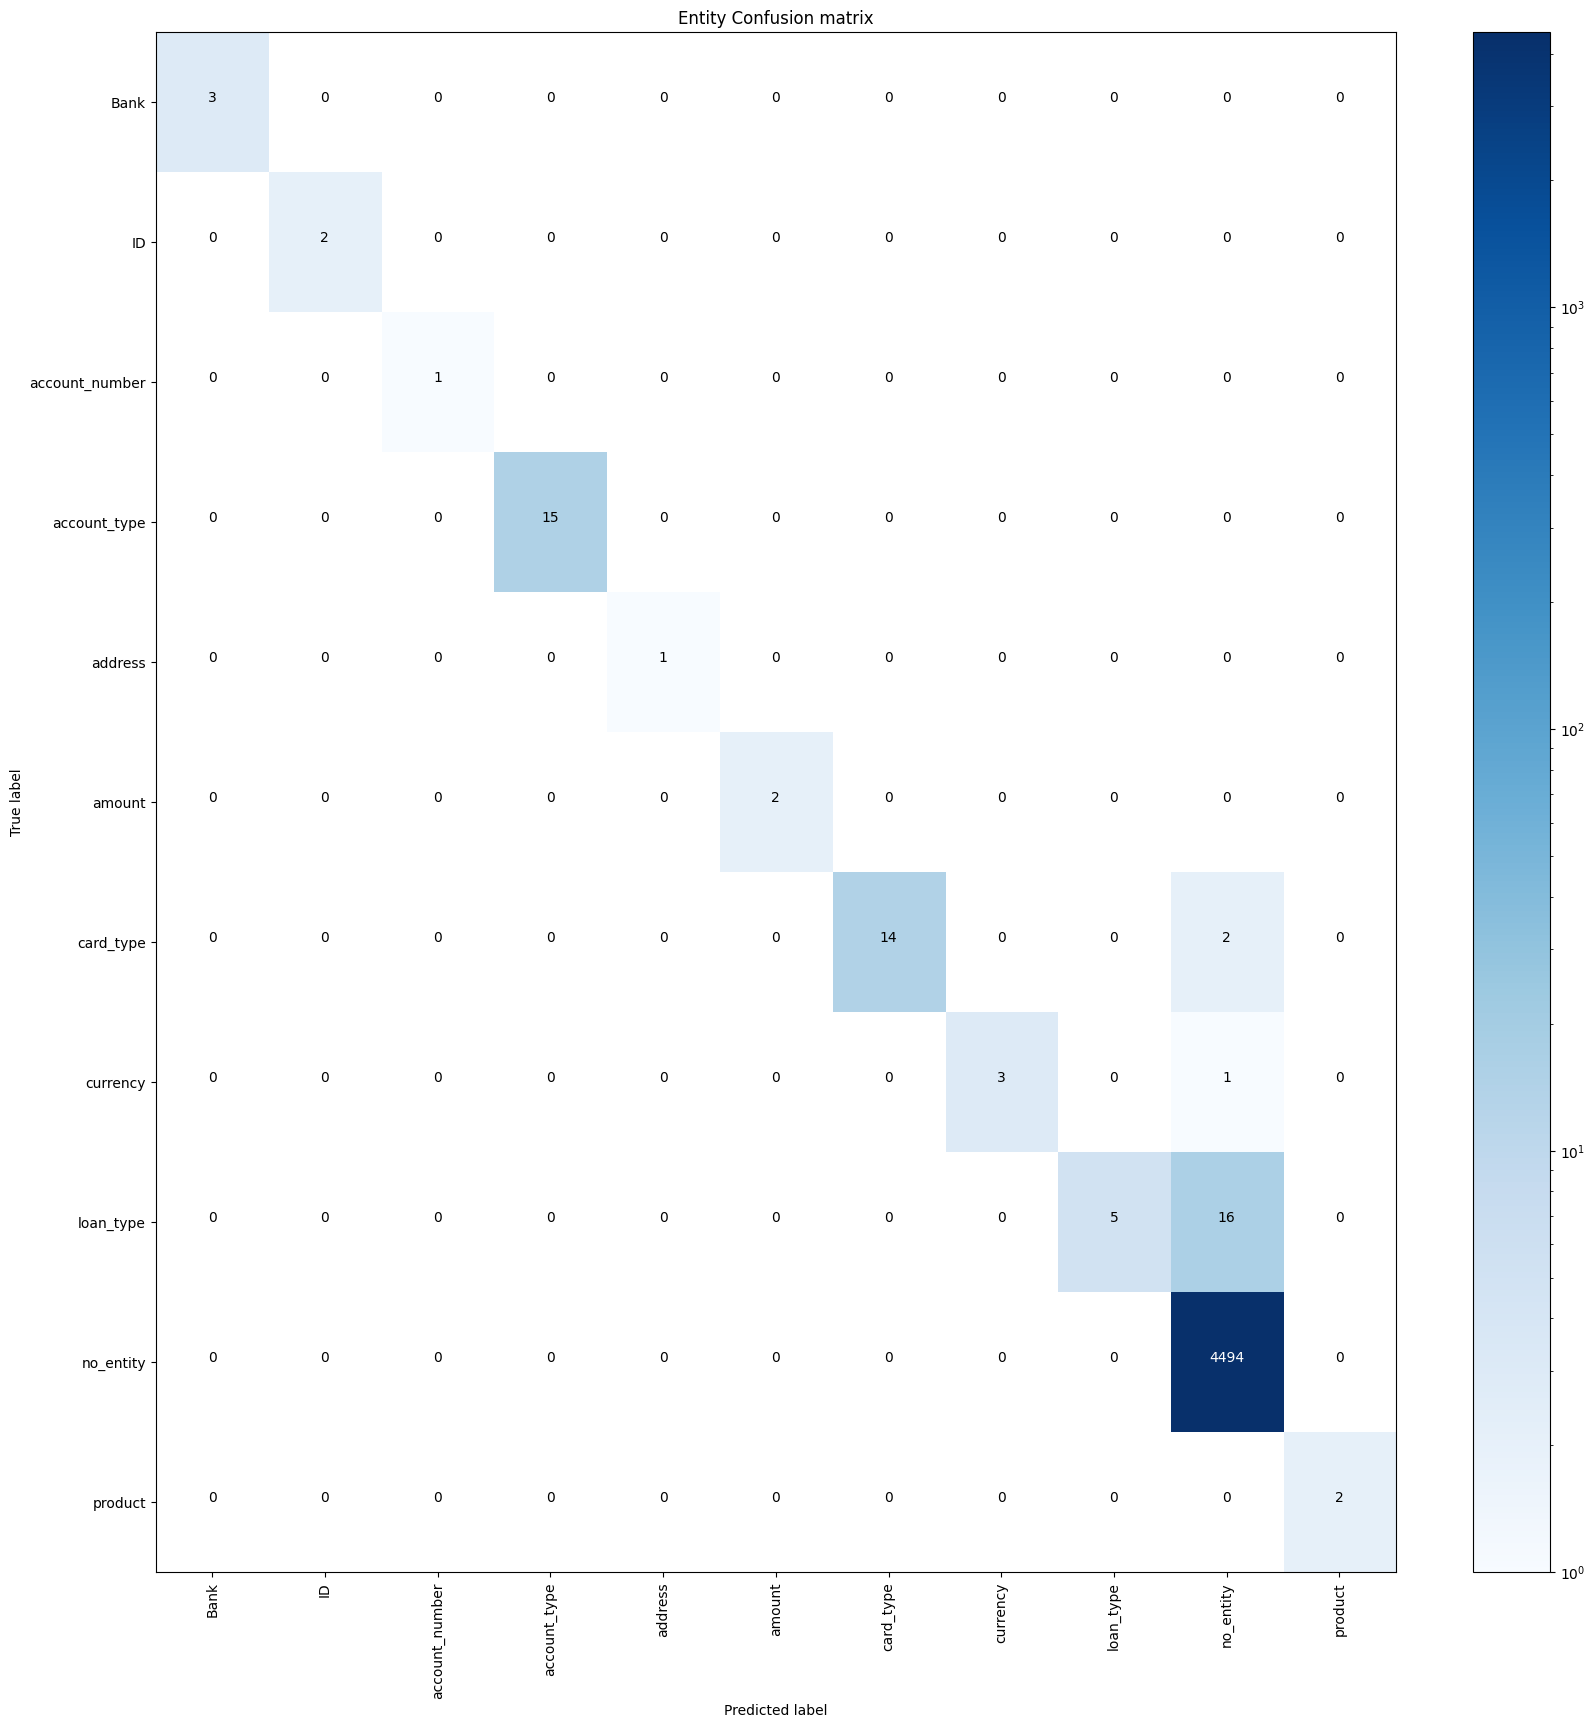 Entity Confusion matrix
True label
Bank 3 0 0 0 0 0 0 0 0 0 0
ID 0 2 0 0 0 0 0 0 0 0 0
account_number 0 0 1 0 0 0 0 0 0 0 0
account_type 0 0 0 15 0 0 0 0 0 0 0
address 0 0 0 0 1 0 0 0 0 0 0
amount 0 0 0 0 0 2 0 0 0 0 0
card_type 0 0 0 0 0 0 14 0 0 2 0
currency 0 0 0 0 0 0 0 3 0 1 0
loan_type 0 0 0 0 0 0 0 0 5 16 0
no_entity 0 0 0 0 0 0 0 0 0 4494 0
product 0 0 0 0 0 0 0 0 0 0 2
Bank ID account_number account_type address amount card_type currency loan_type no_entity product
Predicted label
10³
10²
10¹
10⁰